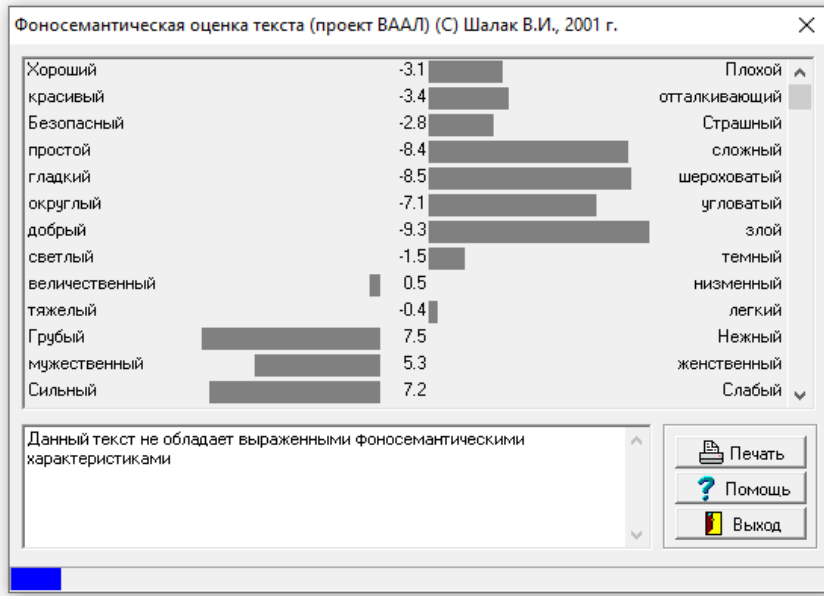 Фоносемантическая оценка текста (проект ВААЛ) (С) Шалак В.И., 2001 г.
Хороший -3.1 Плохой
красивый -3.4 отталкивающий
Безопасный -2.8 Страшный
простой -8.4 сложный
гладкий -8.5 шероховатый
округлый -7.1 угловатый
добрый -9.3 злой
светлый -1.5 темный
величественный 0.5 низменный
тяжелый -0.4 легкий
Грубый 7.5 Нежный
мужественный 5.3 женственный
Сильный 7.2 Слабый
Данный текст не обладает выраженными фоносемантическими
характеристиками
Печать
Помощь
Выход